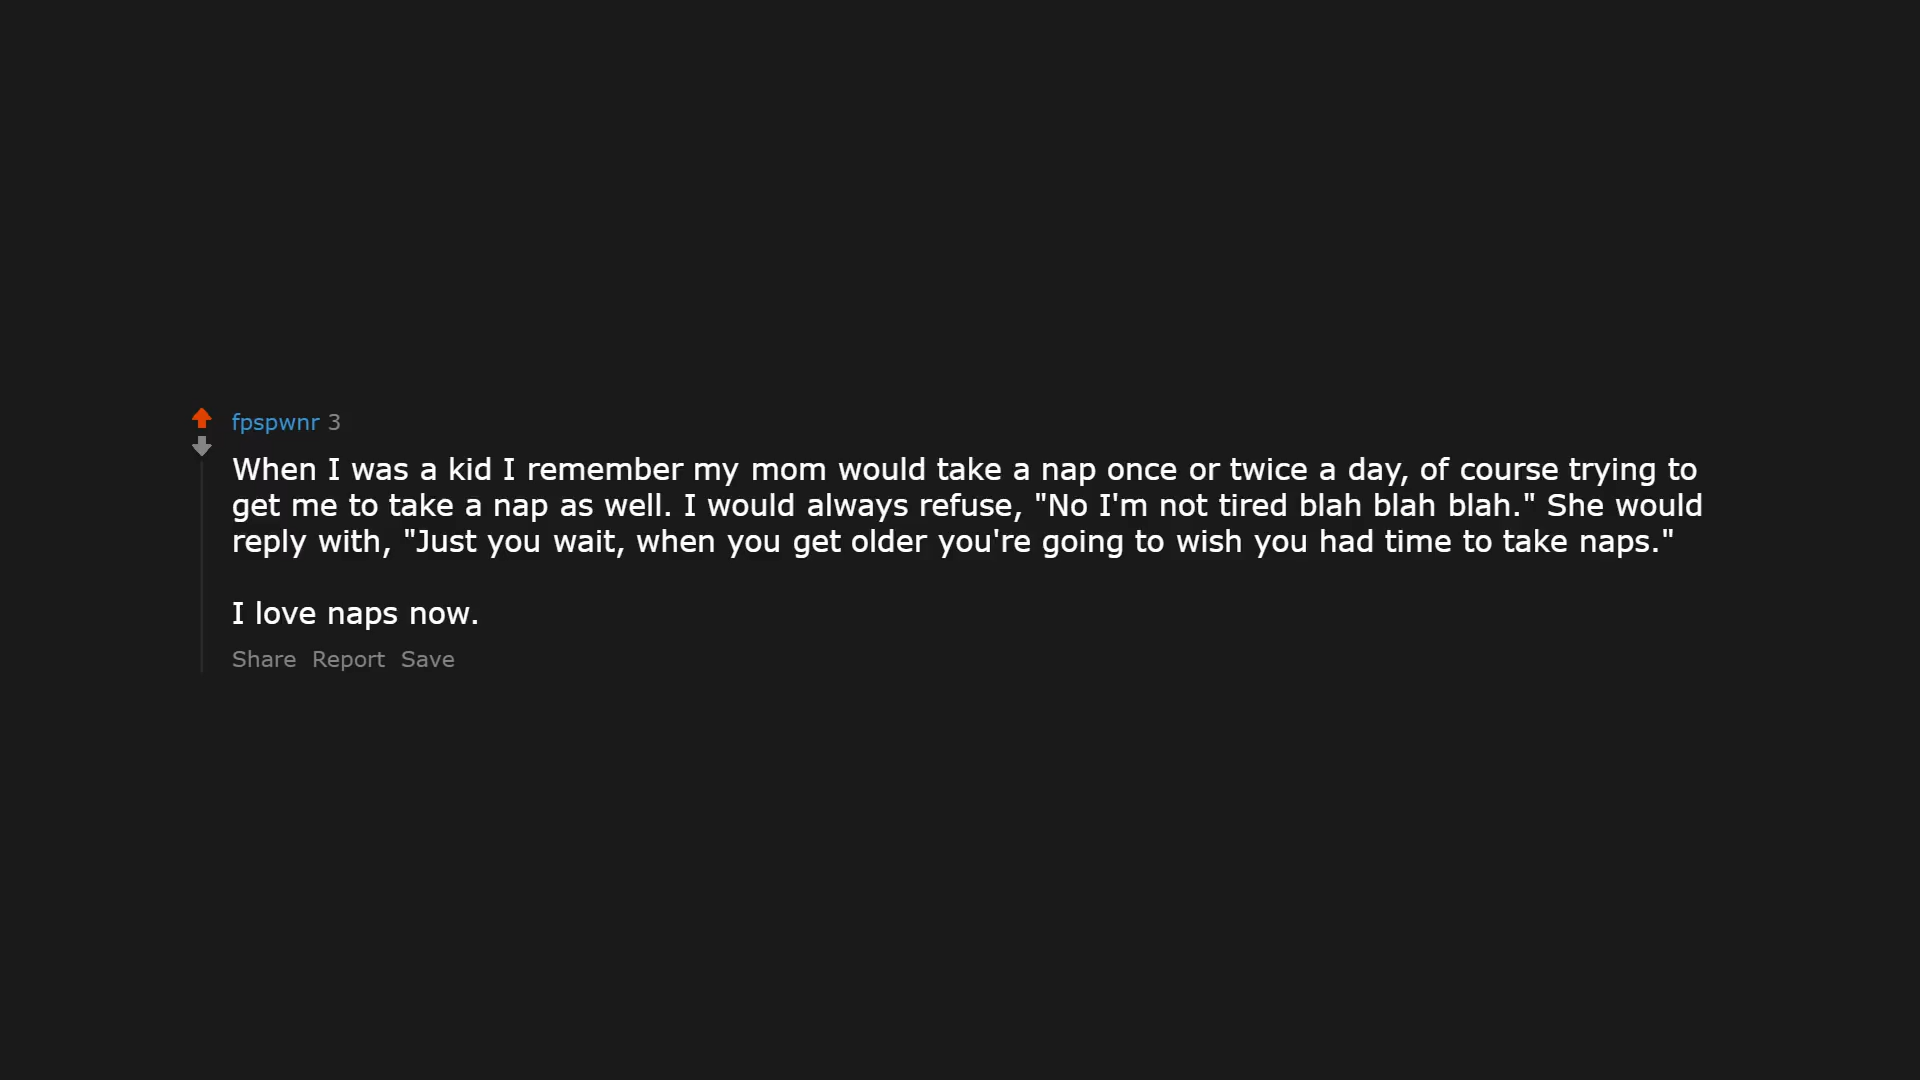 fpspwnr 3
When I was a kid I remember my mom would take a nap once or twice a day, of course trying to
get me to take a nap as well. I would always refuse, "No I'm not tired blah blah blah." She would
reply with, "Just you wait, when you get older you're going to wish you had time to take naps."
I love naps now.
Share Report Save